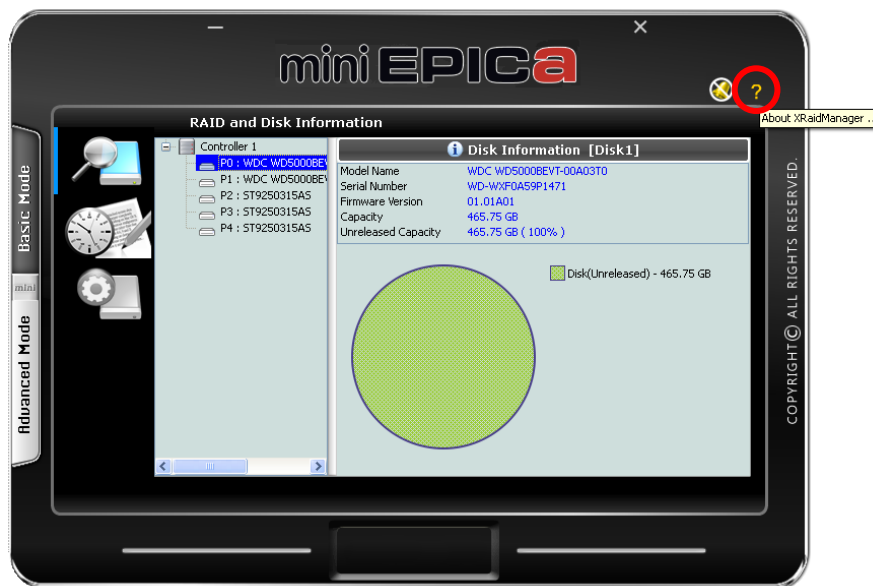 mini EPICa
?
About XRaidManager ..
RAID and Disk Information
Controller 1
P0 : WDC WD5000BEV
P1 : WDC WD5000BEV
P2 : ST9250315AS
P3 : ST9250315AS
P4 : ST9250315AS
Disk Information [Disk1]
Model Name WDC WD5000BEVT-00A03T0
Serial Number WD-WXF0A59P1471
Firmware Version 01.01A01
Capacity 465.75 GB
Unreleased Capacity 465.75 GB ( 100% )
Disk(Unreleased) - 465.75 GB
Basic Mode
mini
Advanced Mode
COPYRIGHT© ALL RIGHTS RESERVED.